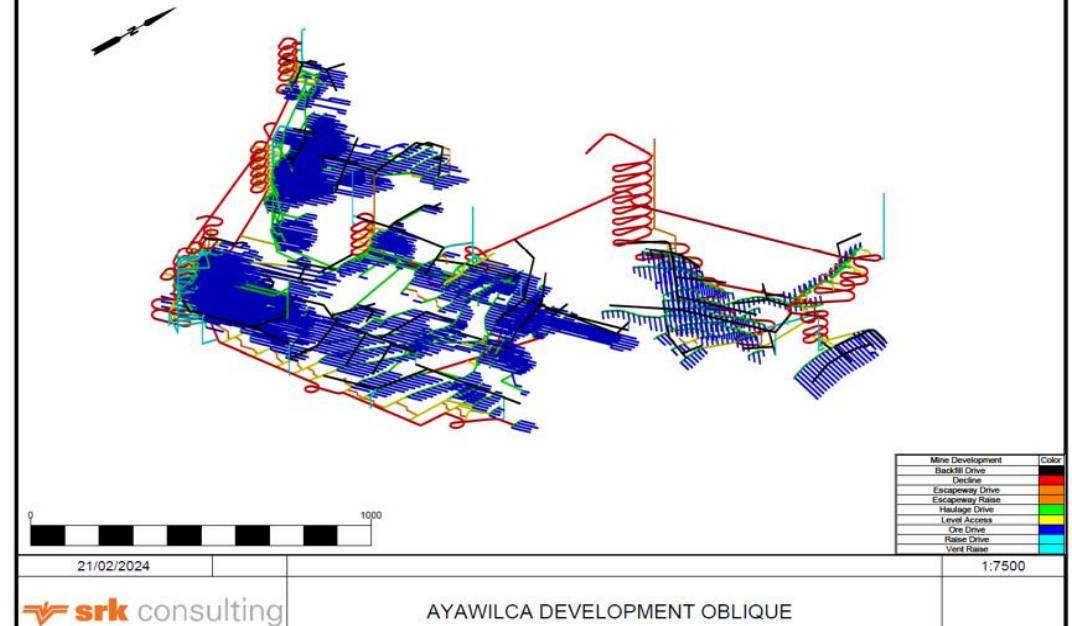 N
0 1000
Mine Development Color
Backfill Drive
Decline
Escapeway Drive
Escapeway Raise
Haulage Drive
Level Access
Ore Drive
Raise Drive
Vent Raise
21/02/2024 1:7500
srk consulting AYAWILCA DEVELOPMENT OBLIQUE